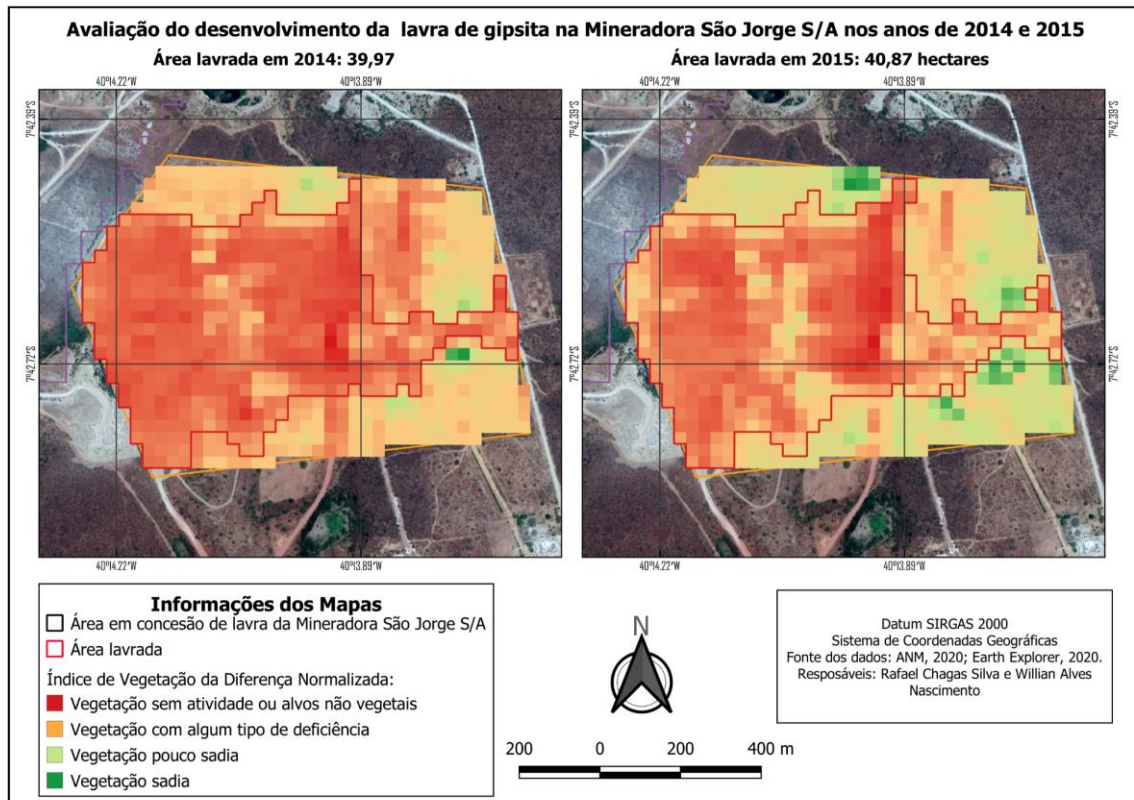 Avaliação do desenvolvimento da lavra de gipsita na Mineradora São Jorge S/A nos anos de 2014 e 2015
Área lavrada em 2014: 39,97
Área lavrada em 2015: 40,87 hectares
40°14.22'W
40°13.89'W
40°14.22'W
40°13.89'W
7°42.39'S
7°42.39'S
7°42.72'S
7°42.72'S
40°14.22'W
40°13.89'W
40°14.22'W
40°13.89'W
Informações dos Mapas
Área em concesão de lavra da Mineradora São Jorge S/A
Área lavrada
Índice de Vegetação da Diferença Normalizada:
Vegetação sem atividade ou alvos não vegetais
Vegetação com algum tipo de deficiência
Vegetação pouco sadia
Vegetação sadia
N
200 0 200 400 m
Datum SIRGAS 2000
Sistema de Coordenadas Geográficas
Fonte dos dados: ANM, 2020; Earth Explorer, 2020.
Resposáveis: Rafael Chagas Silva e Willian Alves
Nascimento